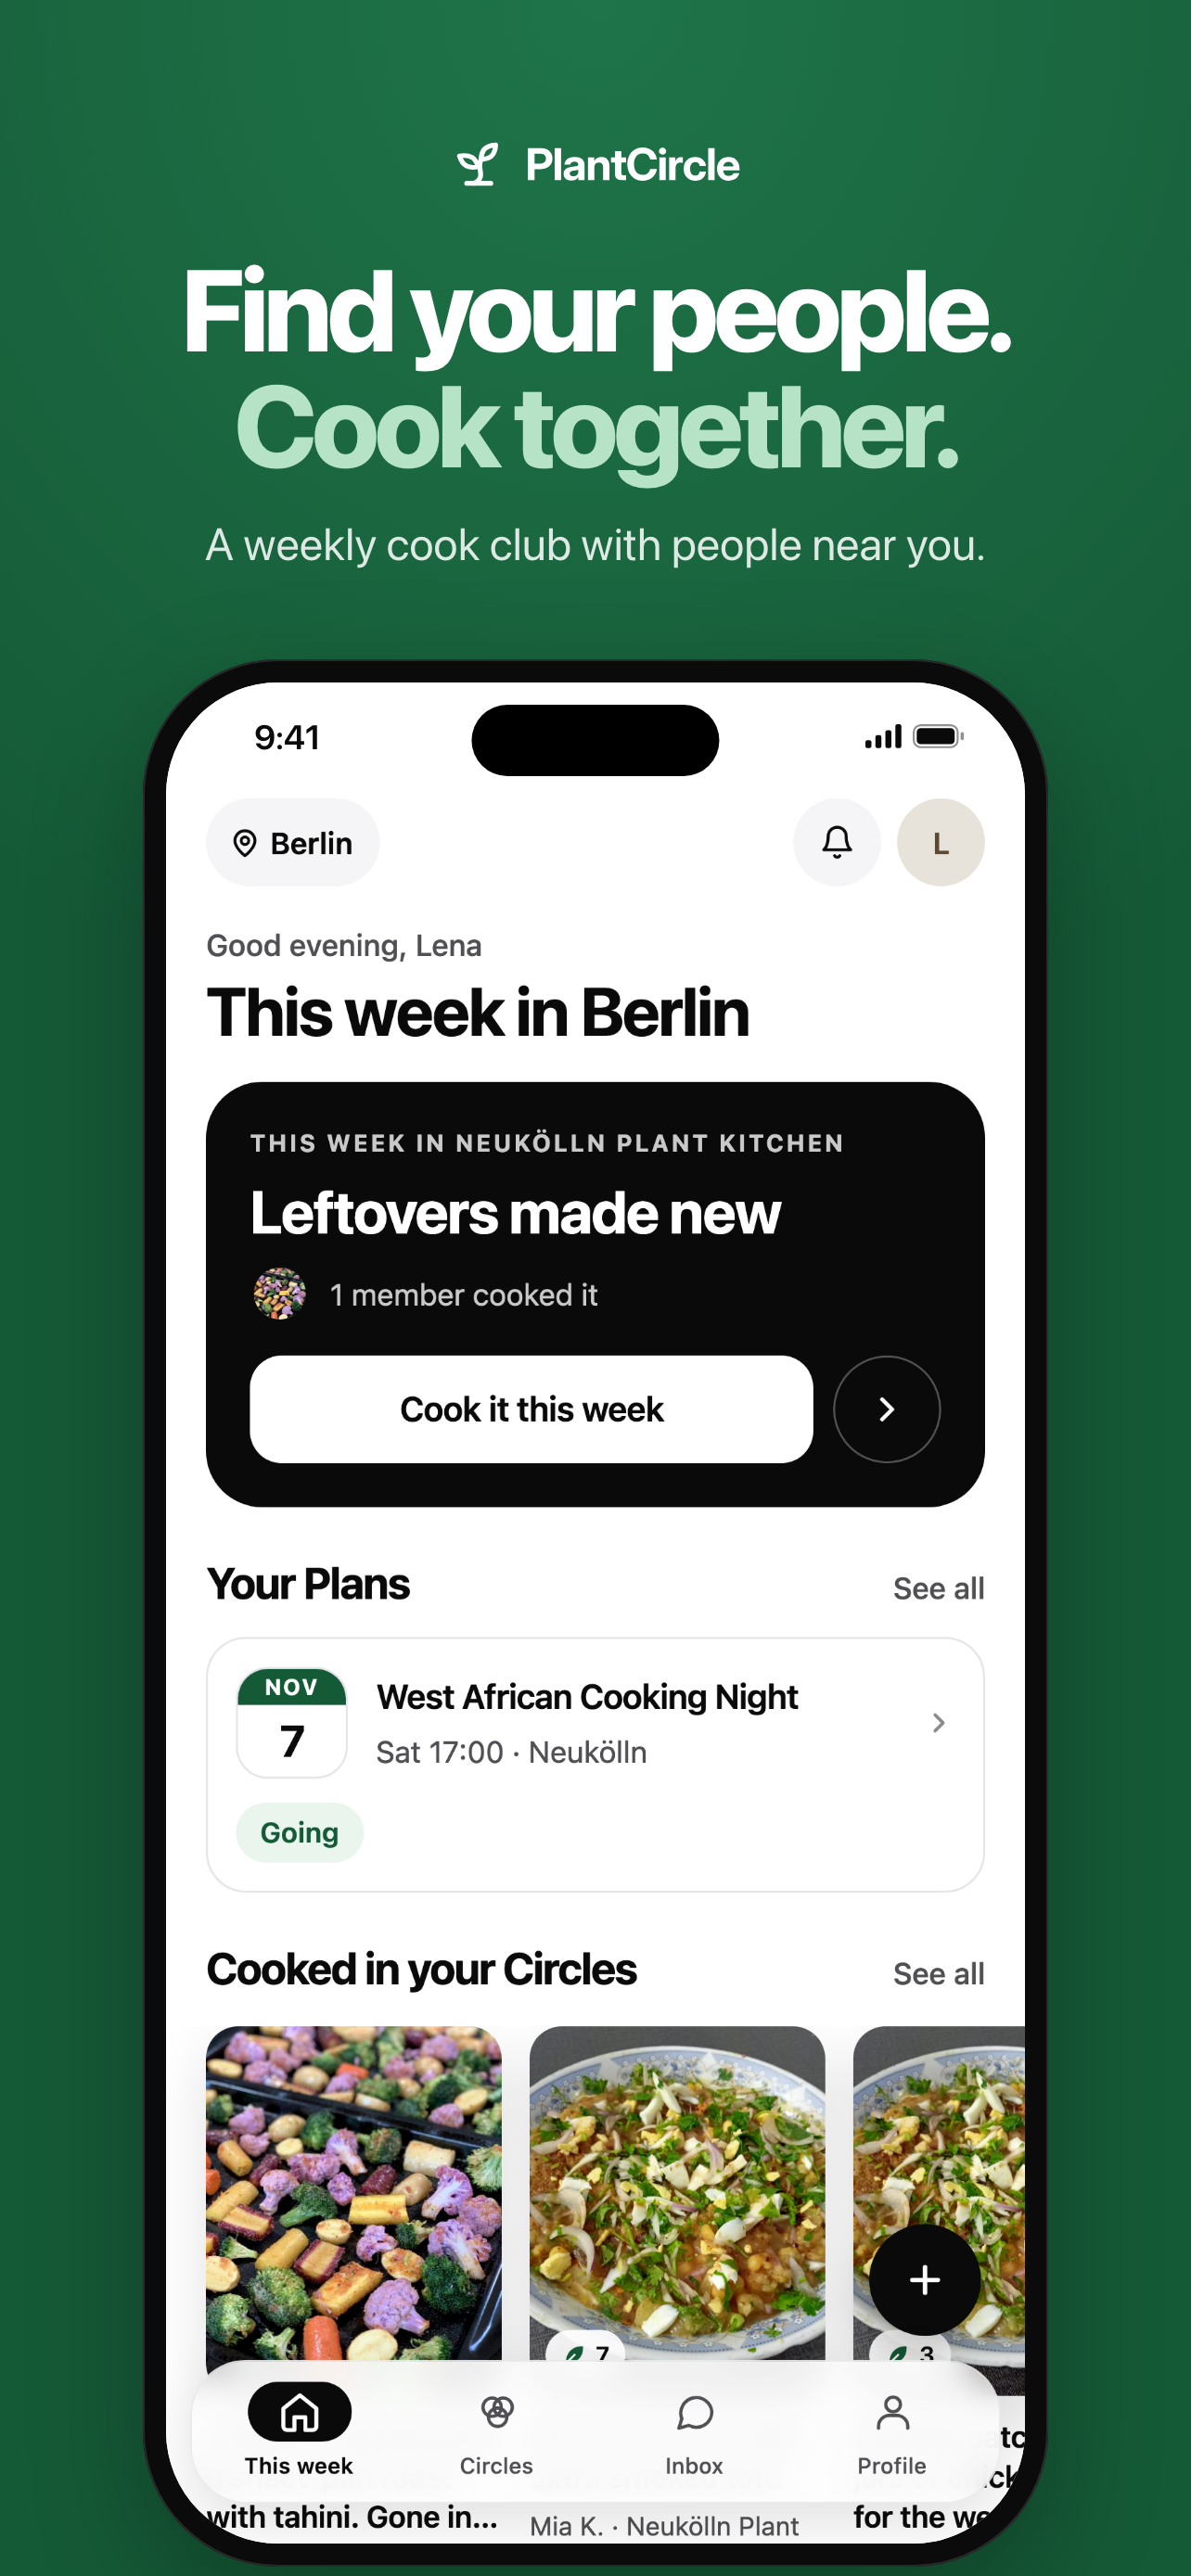 PlantCircle
Find your people.
Cook together.
A weekly cook club with people near you.
9:41
Berlin
L
Good evening, Lena
This week in Berlin
THIS WEEK IN NEUKÖLLN PLANT KITCHEN
Leftovers made new
1 member cooked it
Cook it this week
Your Plans
See all
NOV
7
West African Cooking Night
Sat 17:00 · Neukölln
Going
Cooked in your Circles
See all
7
3
This week
Circles
Inbox
Profile
with tahini. Gone in...
Mia K. · Neukölln Plant
for the